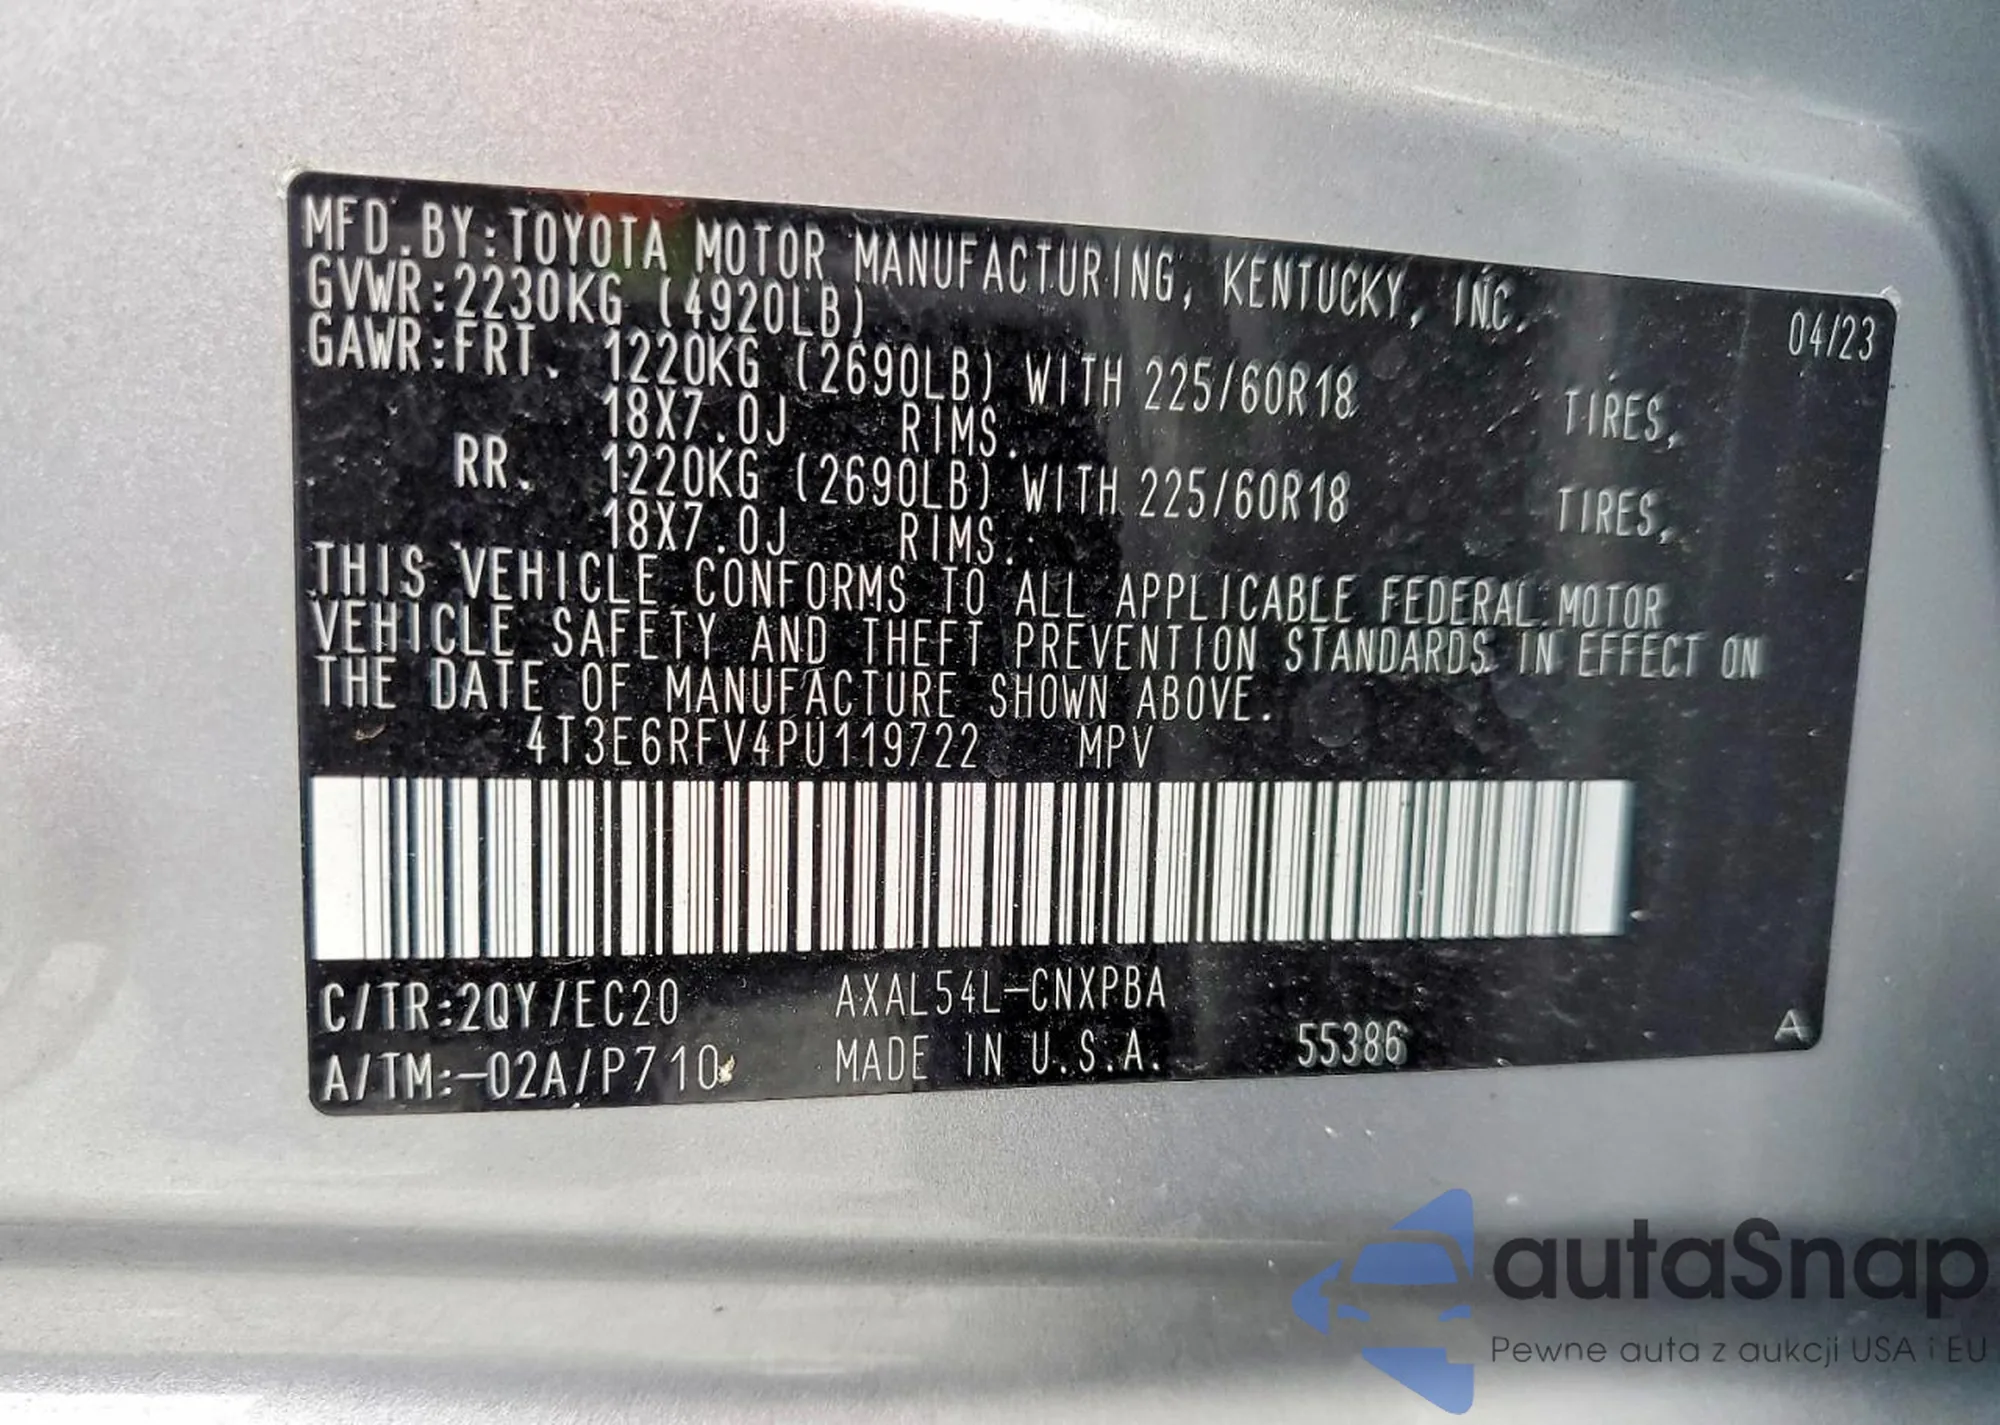 MFD.BY:TOYOTA MOTOR MANUFACTURING, KENTUCKY, INC. 04/23
GVWR:2230KG (4920LB)
GAWR:FRT. 1220KG (2690LB) WITH 225/60R18 TIRES,
18X7.0J RIMS.
RR. 1220KG (2690LB) WITH 225/60R18 TIRES,
18X7.0J RIMS.
THIS VEHICLE CONFORMS TO ALL APPLICABLE FEDERAL MOTOR
VEHICLE SAFETY AND THEFT PREVENTION STANDARDS IN EFFECT ON
THE DATE OF MANUFACTURE SHOWN ABOVE.
4T3E6RFV4PU119722 MPV
C/TR:2QY/EC20 AXAL54L-CNXPBA
A/TM:-02A/P710 MADE IN U.S.A. 55386 A
autaSnap
Pewne auta z aukcji USA i EU